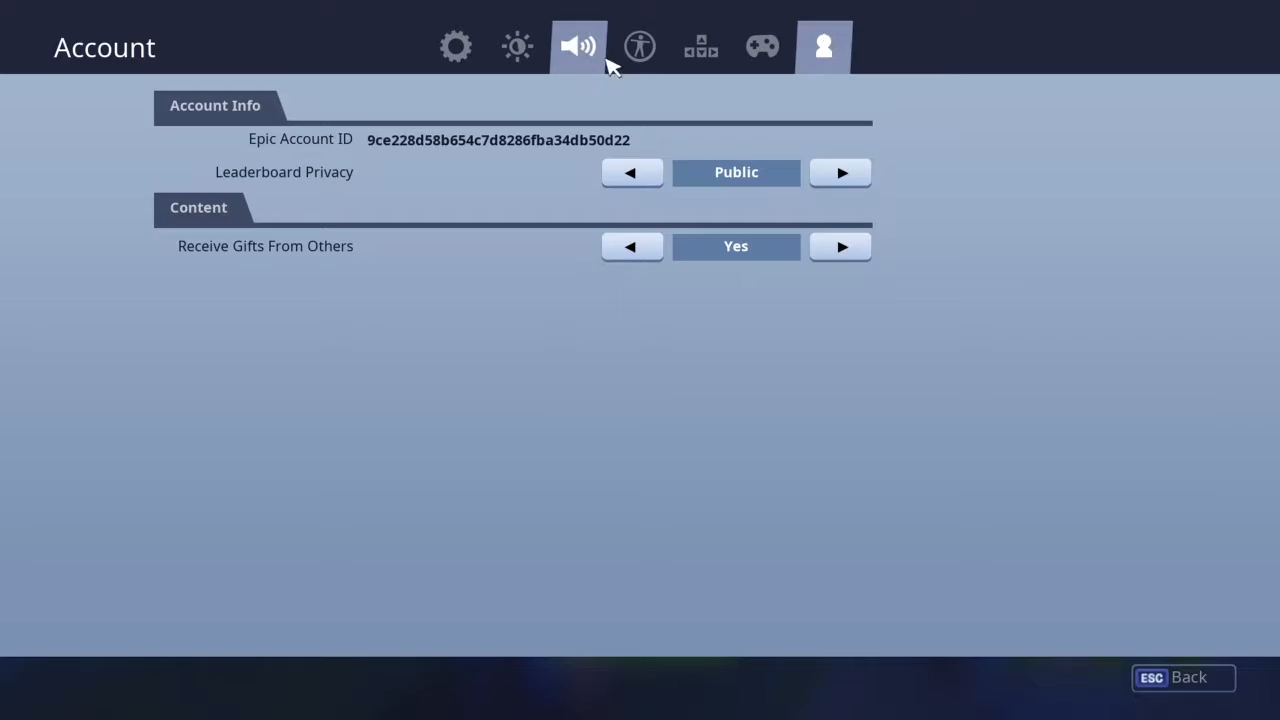 Account
Account Info
Epic Account ID 9ce228d58b654c7d8286fba34db50d22
Leaderboard Privacy ◀ Public ▶
Content
Receive Gifts From Others ◀ Yes ▶
ESC Back